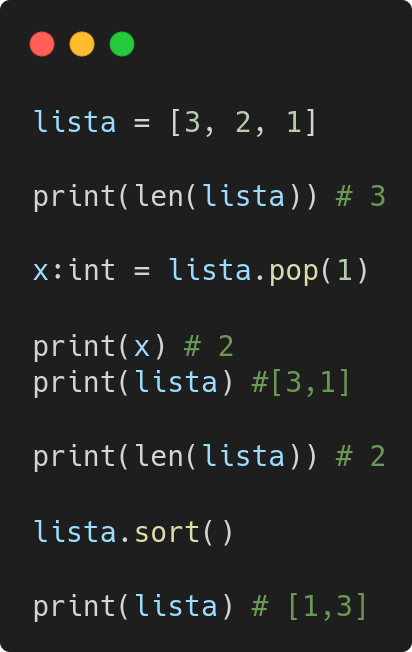 lista = [3, 2, 1]
print(len(lista)) # 3
x:int = lista.pop(1)
print(x) # 2
print(lista) #[3,1]
print(len(lista)) # 2
lista.sort()
print(lista) # [1,3]